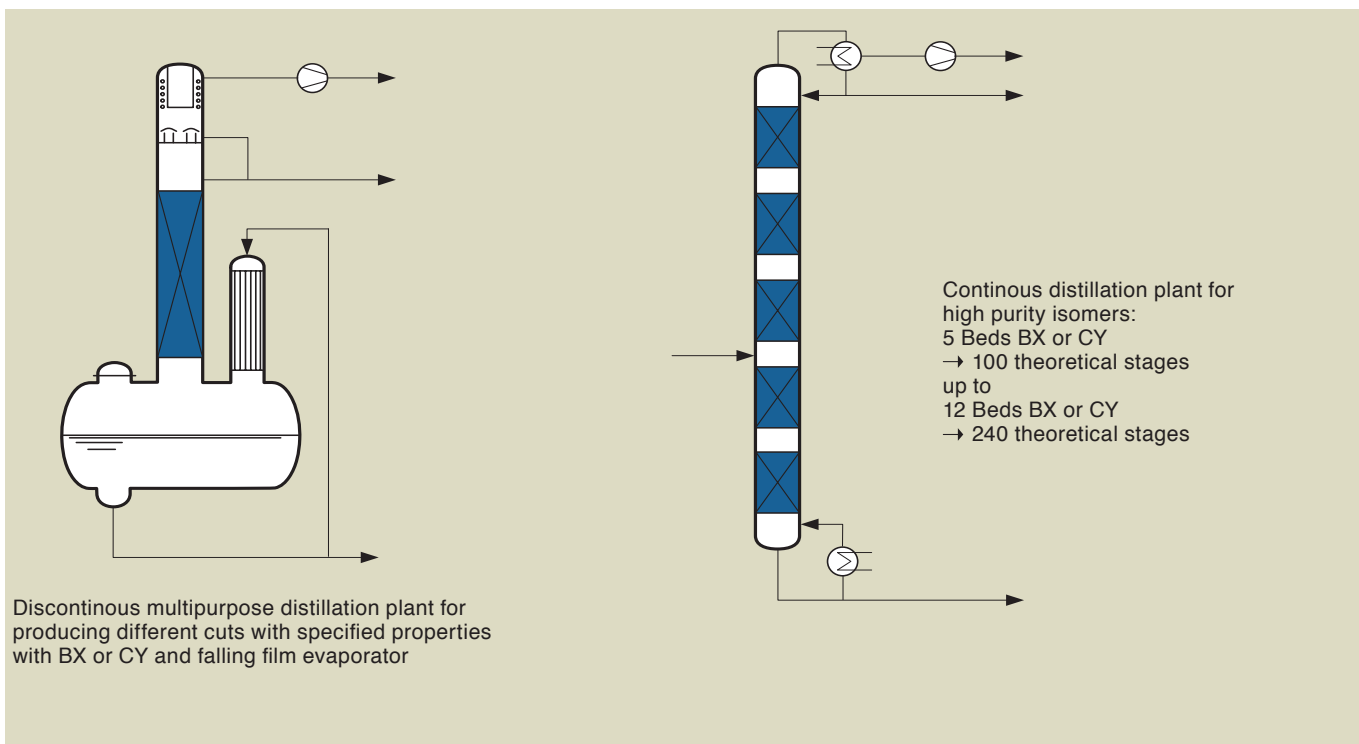 Discontinous multipurpose distillation plant for
producing different cuts with specified properties
with BX or CY and falling film evaporator
Continous distillation plant for
high purity isomers:
5 Beds BX or CY
→ 100 theoretical stages
up to
12 Beds BX or CY
→ 240 theoretical stages